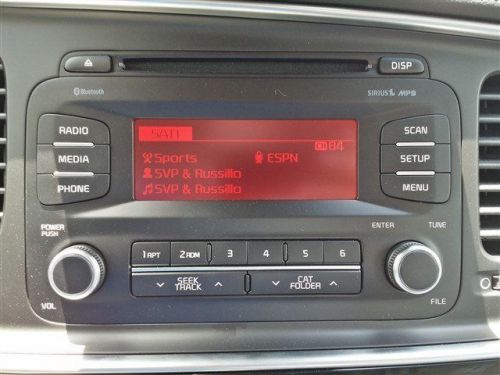 DISP
Bluetooth
SIRIUS MP3
RADIO
MEDIA
PHONE
SAT1
CH 84
Sports ESPN
SVP & Russillo
SVP & Russillo
SCAN
SETUP
MENU
POWER
PUSH
VOL
1 RPT 2 RDM 3 4 5 6
SEEK
TRACK
CAT
FOLDER
ENTER TUNE
FILE